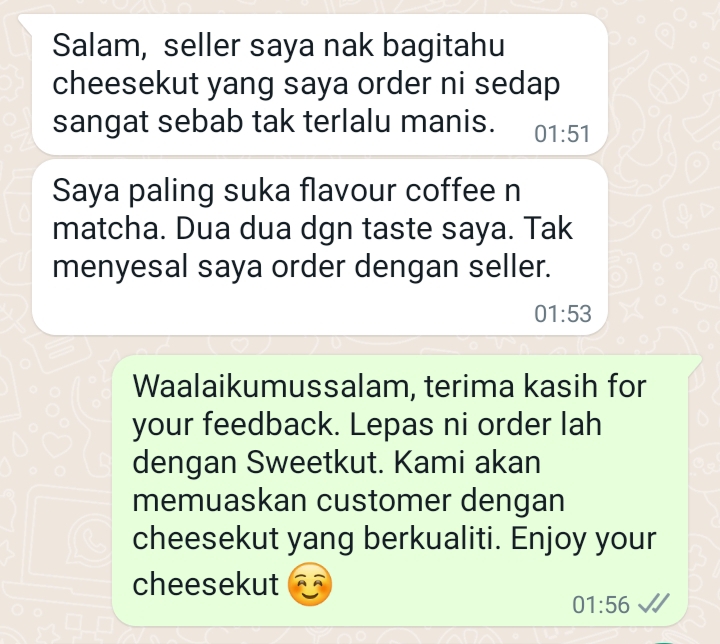 Salam,  seller saya nak bagitahu
cheesekut yang saya order ni sedap
sangat sebab tak terlalu manis.
01:51
Saya paling suka flavour coffee n
matcha. Dua dua dgn taste saya. Tak
menyesal saya order dengan seller.
01:53
Waalaikumussalam, terima kasih for
your feedback. Lepas ni order lah
dengan Sweetkut. Kami akan
memuaskan customer dengan
cheesekut yang berkualiti. Enjoy your
cheesekut ☺️
01:56